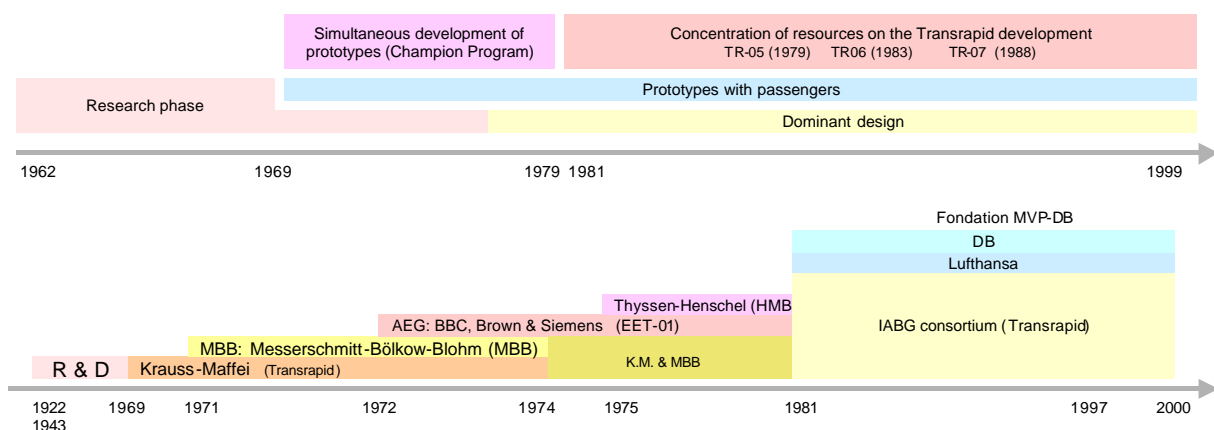 Simultaneous development of
prototypes (Champion Program)
Concentration of resources on the Transrapid development
TR-05 (1979) TR06 (1983) TR-07 (1988)
Research phase
Prototypes with passengers
Dominant design
1962 1969 1979 1981 1999
Fondation MVP-DB
DB
Lufthansa
Thyssen-Henschel (HMB
AEG: BBC, Brown & Siemens (EET-01)
IABG consortium (Transrapid)
MBB: Messerschmitt-Bölkow-Blohm (MBB)
R & D Krauss-Maffei (Transrapid) K.M. & MBB
1922 1969 1971 1972 1974 1975 1981 1997 2000
1943